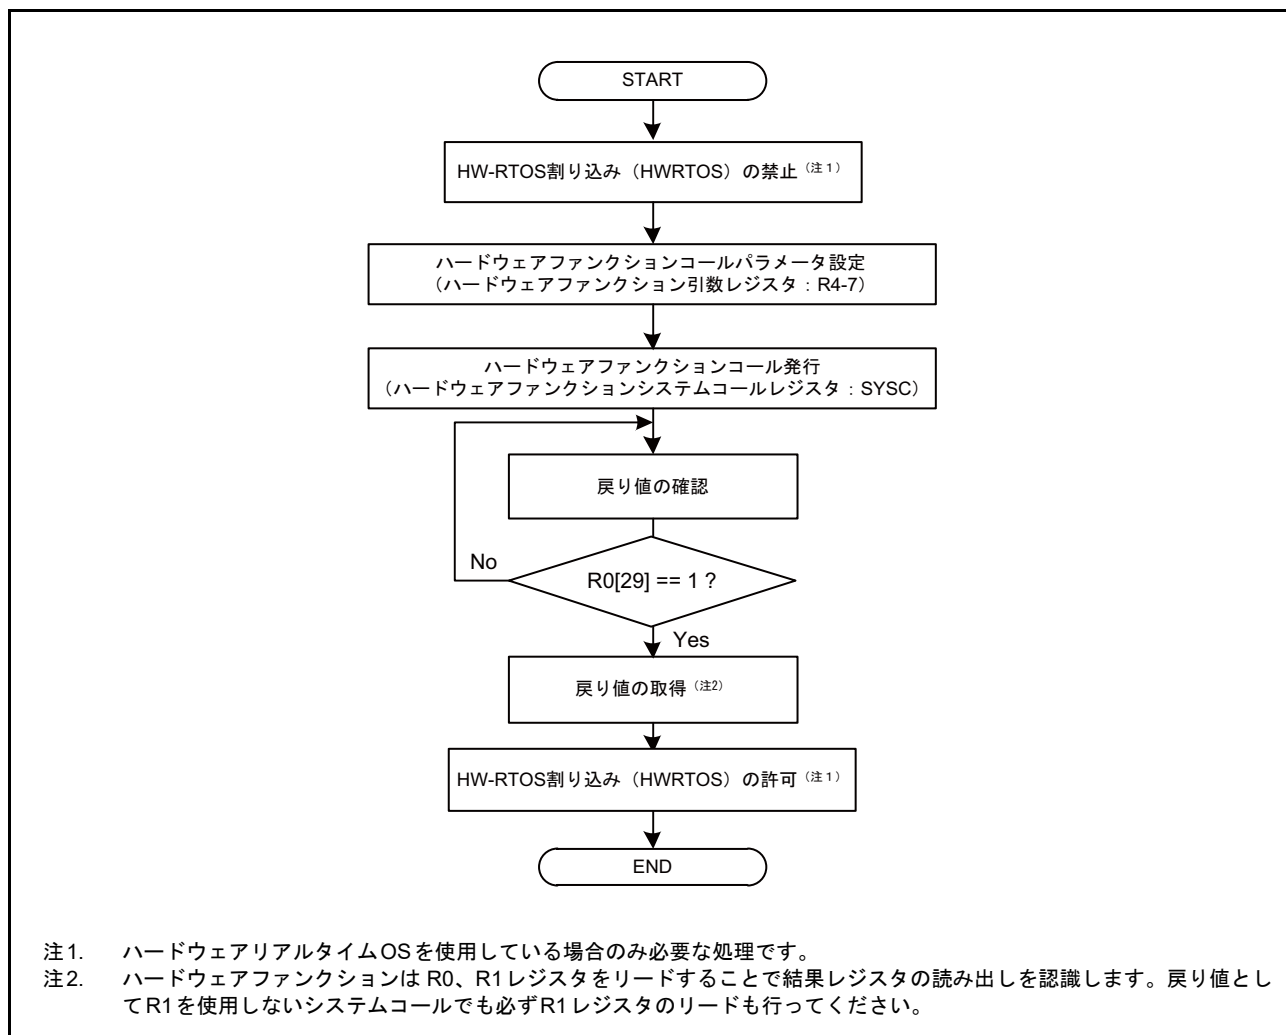 START
HW-RTOS割り込み（HWRTOS）の禁止（注1）
ハードウェアファンクションコールパラメータ設定
（ハードウェアファンクション引数レジスタ：R4-7）
ハードウェアファンクションコール発行
（ハードウェアファンクションシステムコールレジスタ：SYSC）
戻り値の確認
No
R0[29] == 1 ?
Yes
戻り値の取得（注2）
HW-RTOS割り込み（HWRTOS）の許可（注1）
END
注1. ハードウェアリアルタイムOSを使用している場合のみ必要な処理です。
注2. ハードウェアファンクションは R0、R1レジスタをリードすることで結果レジスタの読み出しを認識します。戻り値とし
てR1を使用しないシステムコールでも必ずR1レジスタのリードも行ってください。